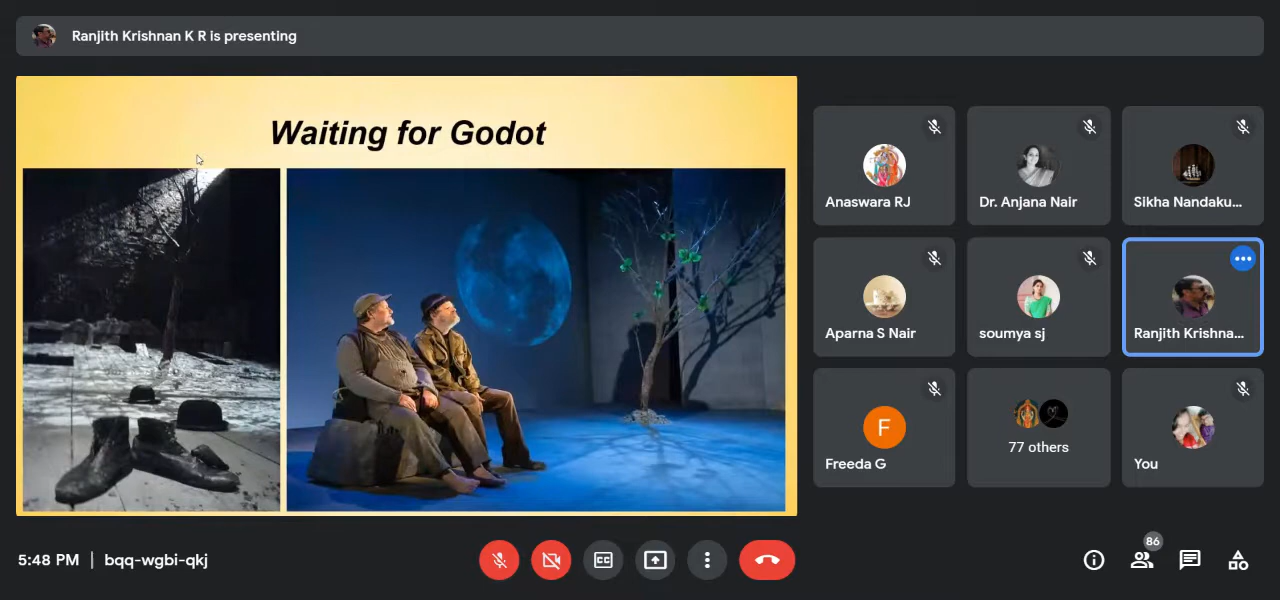 Ranjith Krishnan K R is presenting
Waiting for Godot
Anaswara RJ
Dr. Anjana Nair
Sikha Nandaku...
Aparna S Nair
soumya sj
Ranjith Krishna...
F
Freeda G
77 others
You
5:48 PM | bqq-wgbi-qkj
CC
86